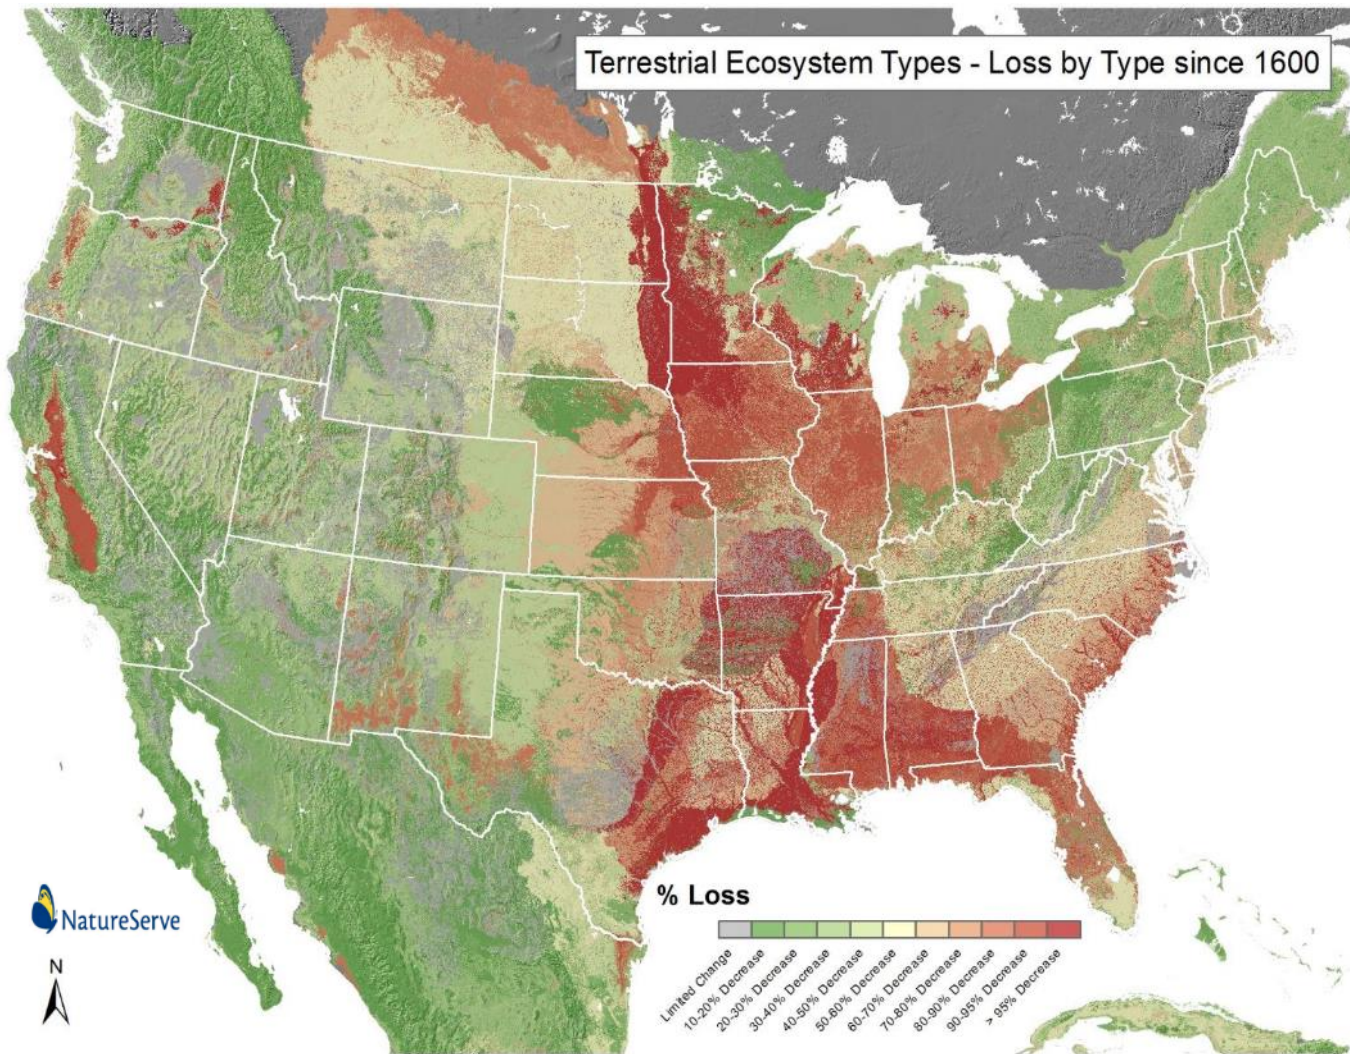 Terrestrial Ecosystem Types - Loss by Type since 1600
% Loss
Limited Change
10-20% Decrease
20-30% Decrease
30-40% Decrease
40-50% Decrease
50-60% Decrease
60-70% Decrease
70-80% Decrease
80-90% Decrease
90-95% Decrease
> 95% Decrease
NatureServe
N